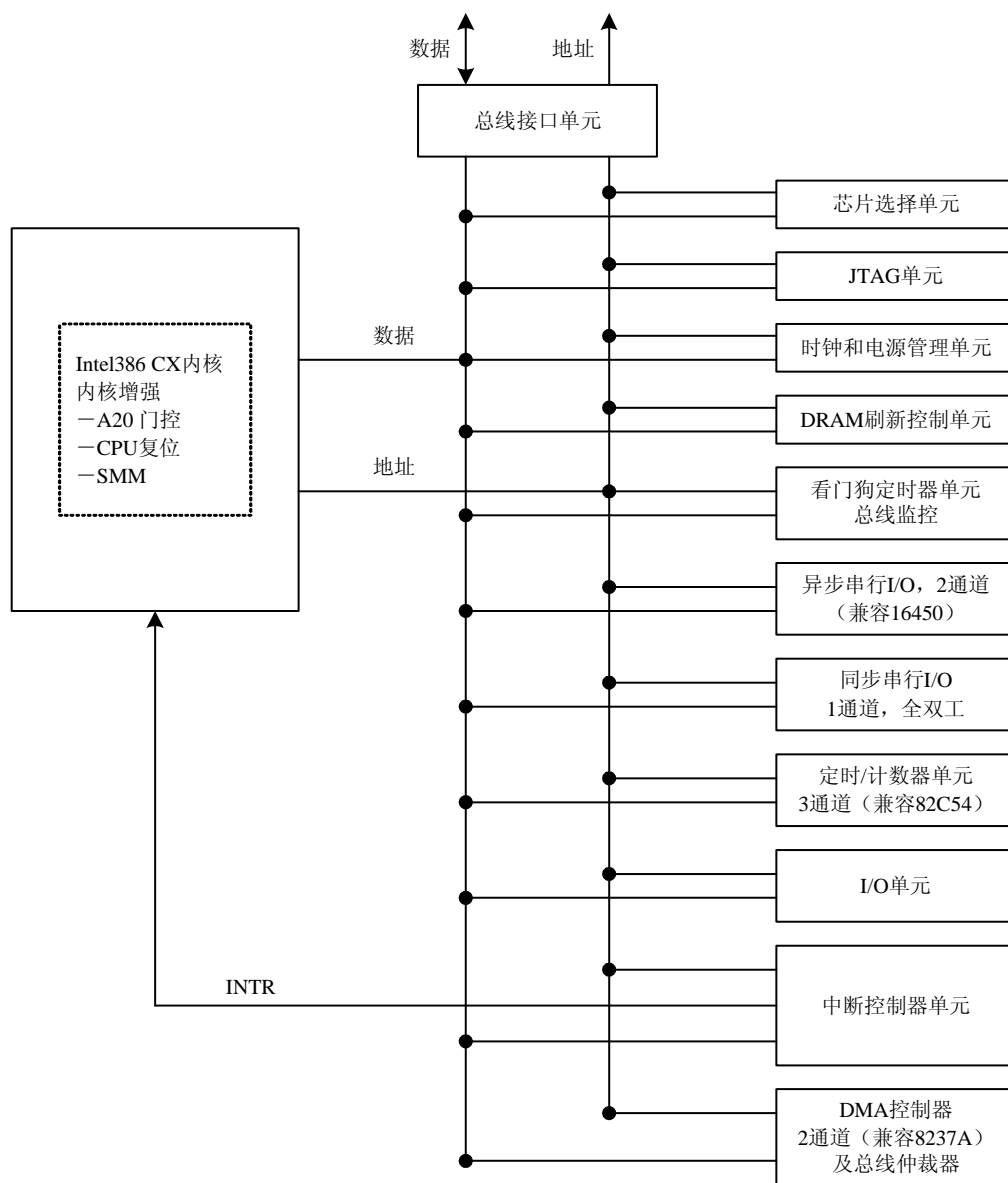 数据
地址
总线接口单元
芯片选择单元
JTAG单元
数据
时钟和电源管理单元
Intel386 CX内核
内核增强
－A20 门控
－CPU复位
－SMM
DRAM刷新控制单元
地址
看门狗定时器单元
总线监控
异步串行I/O，2通道
（兼容16450）
同步串行I/O
1通道，全双工
定时/计数器单元
3通道（兼容82C54）
I/O单元
INTR
中断控制器单元
DMA控制器
2通道（兼容8237A）
及总线仲裁器